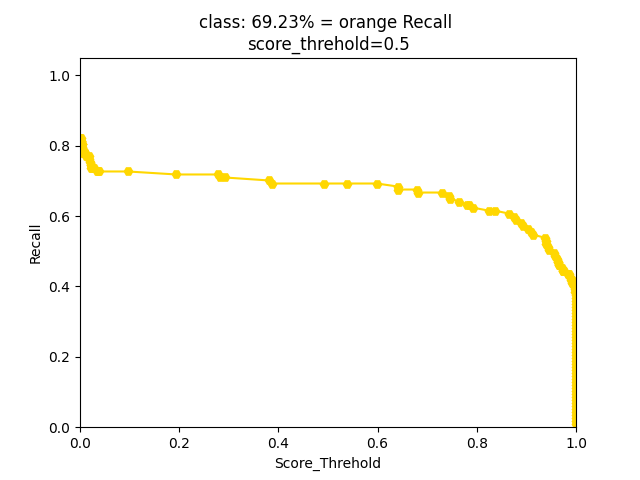 class: 69.23% = orange Recall
score_threhold=0.5
1.0
0.8
0.6
0.4
0.2
0.0
Recall
0.0 0.2 0.4 0.6 0.8 1.0
Score_Threhold